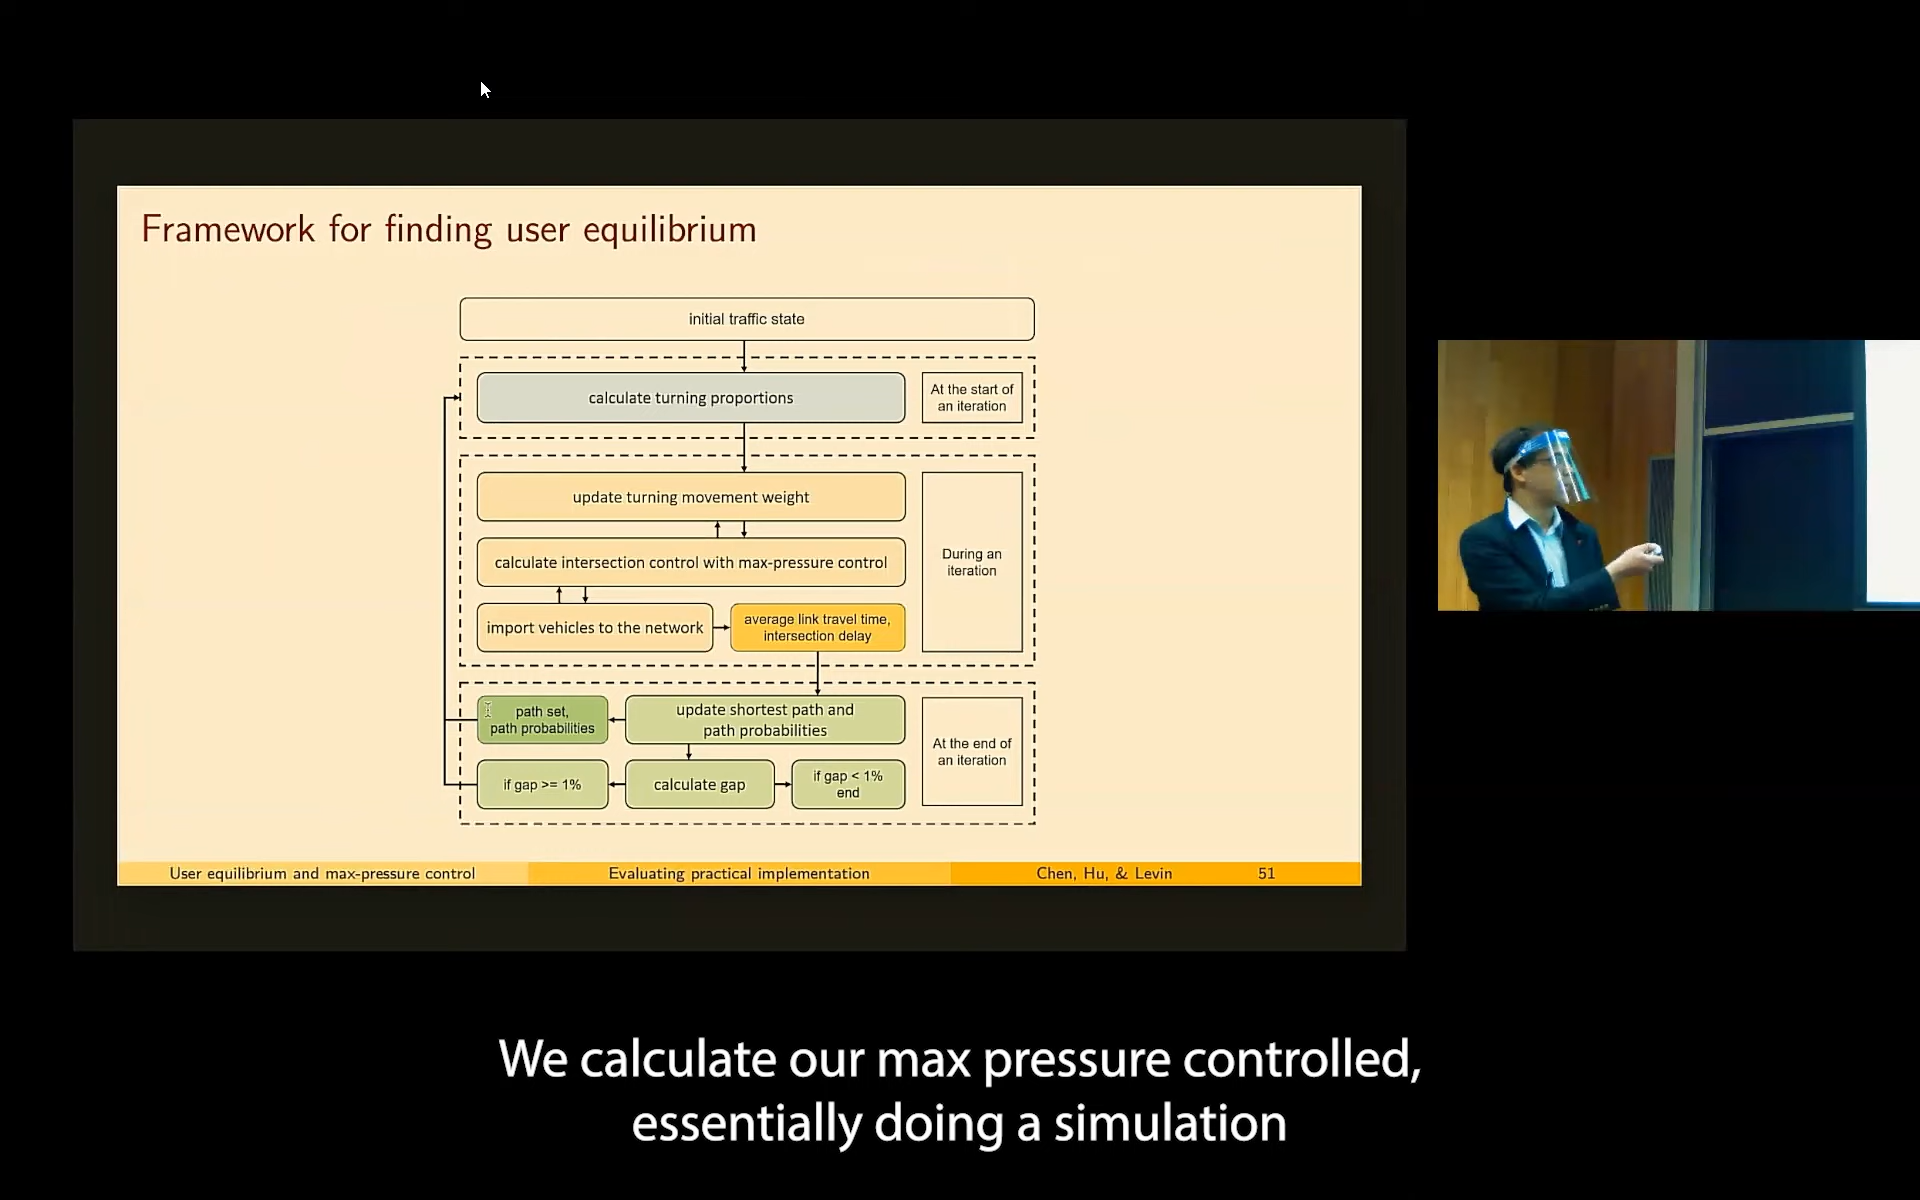 Framework for finding user equilibrium
initial traffic state
calculate turning proportions
At the start of
an iteration
update turning movement weight
calculate intersection control with max-pressure control
During an
iteration
import vehicles to the network
average link travel time,
intersection delay
path set,
path probabilities
update shortest path and
path probabilities
At the end of
an iteration
if gap >= 1%
calculate gap
if gap < 1%
end
User equilibrium and max-pressure control
Evaluating practical implementation
Chen, Hu, & Levin
51
We calculate our max pressure controlled,
essentially doing a simulation